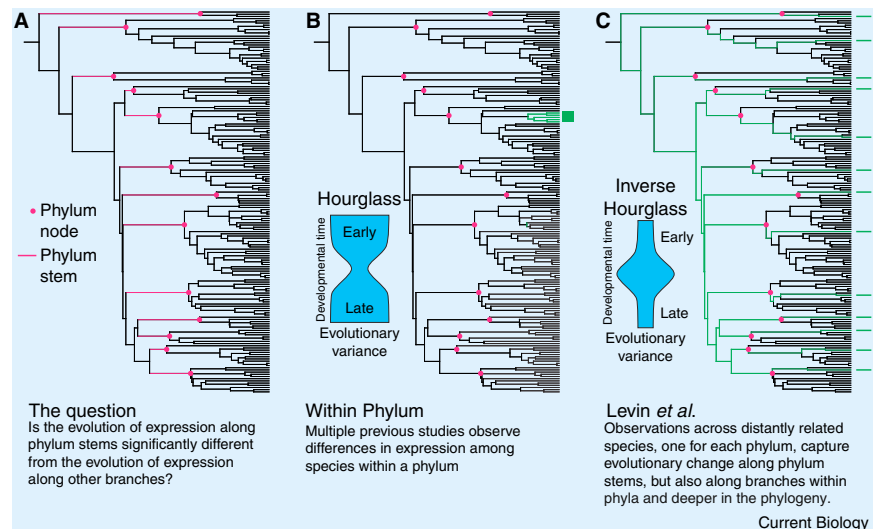 A
B
C
Phylum
node
Phylum
stem
Hourglass
Developmental time
Early
Late
Evolutionary
variance
Inverse
Hourglass
Developmental time
Early
Late
Evolutionary
variance
The question
Is the evolution of expression along
phylum stems significantly different
from the evolution of expression
along other branches?
Within Phylum
Multiple previous studies observe
differences in expression among
species within a phylum
Levin et al.
Observations across distantly related
species, one for each phylum, capture
evolutionary change along phylum
stems, but also along branches within
phyla and deeper in the phylogeny.
Current Biology